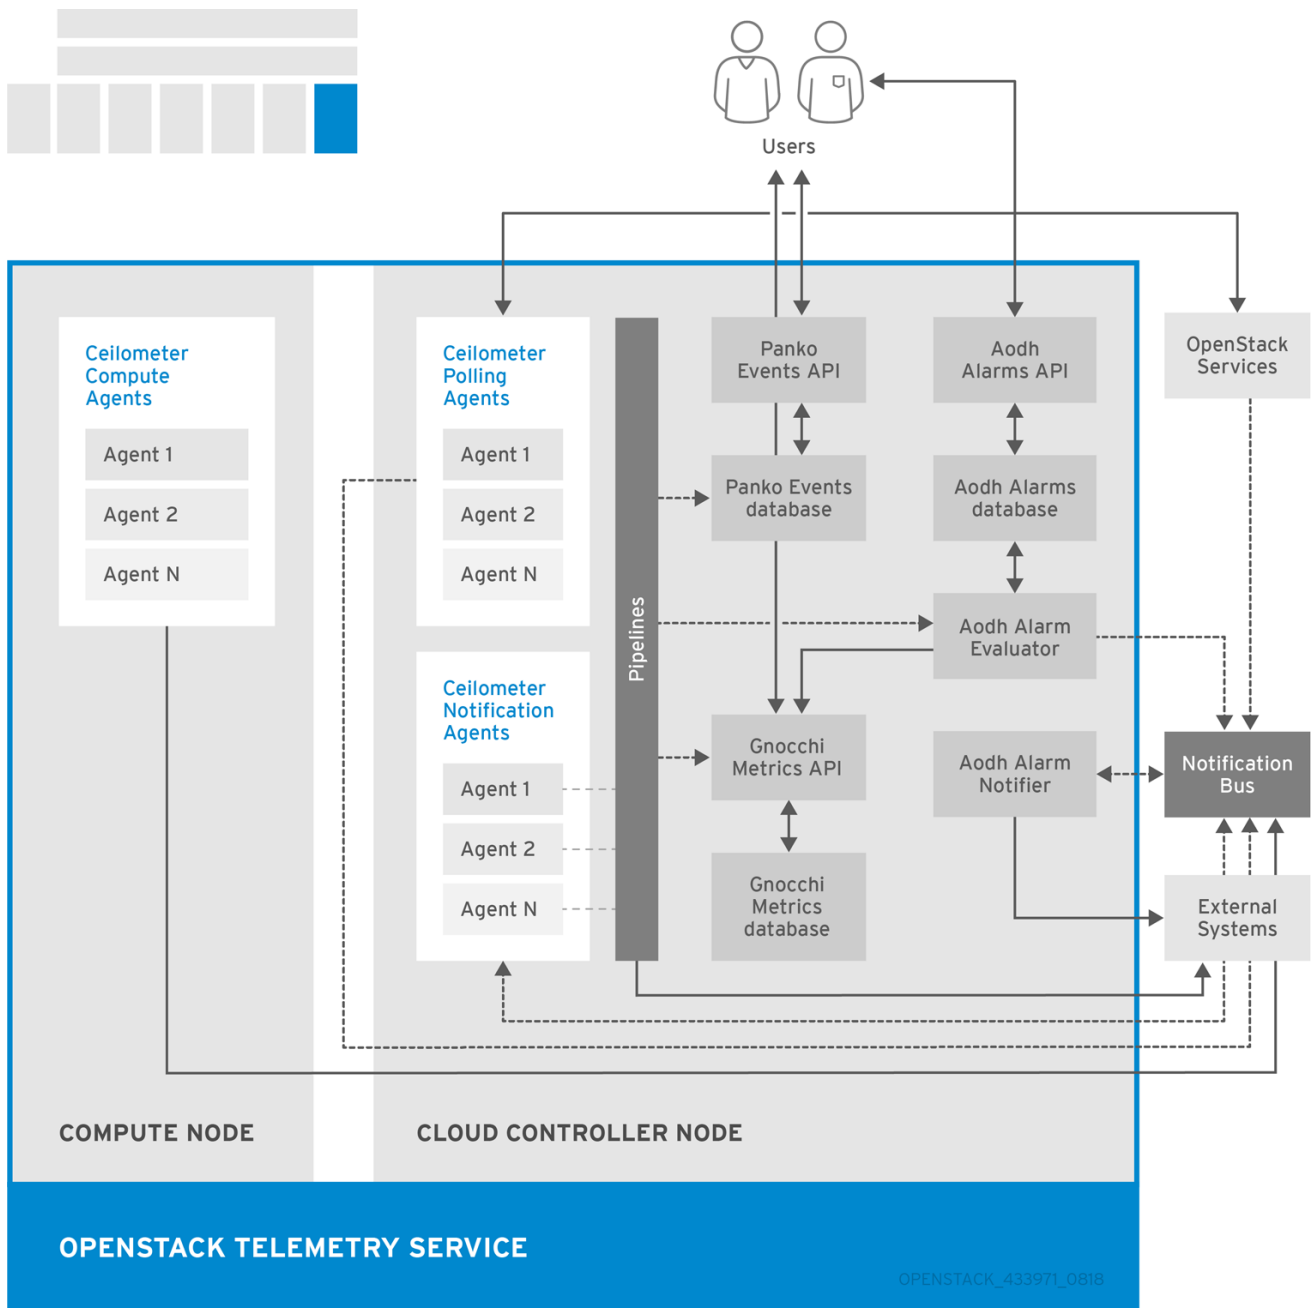 Users
Ceilometer
Compute
Agents
Agent 1
Agent 2
Agent N
Ceilometer
Polling
Agents
Agent 1
Agent 2
Agent N
Ceilometer
Notification
Agents
Agent 1
Agent 2
Agent N
Pipelines
Panko
Events API
Panko Events
database
Gnocchi
Metrics API
Gnocchi
Metrics
database
Aodh
Alarms API
Aodh Alarms
database
Aodh Alarm
Evaluator
Aodh Alarm
Notifier
OpenStack
Services
Notification
Bus
External
Systems
COMPUTE NODE
CLOUD CONTROLLER NODE
OPENSTACK TELEMETRY SERVICE
OPENSTACK_433971_0818